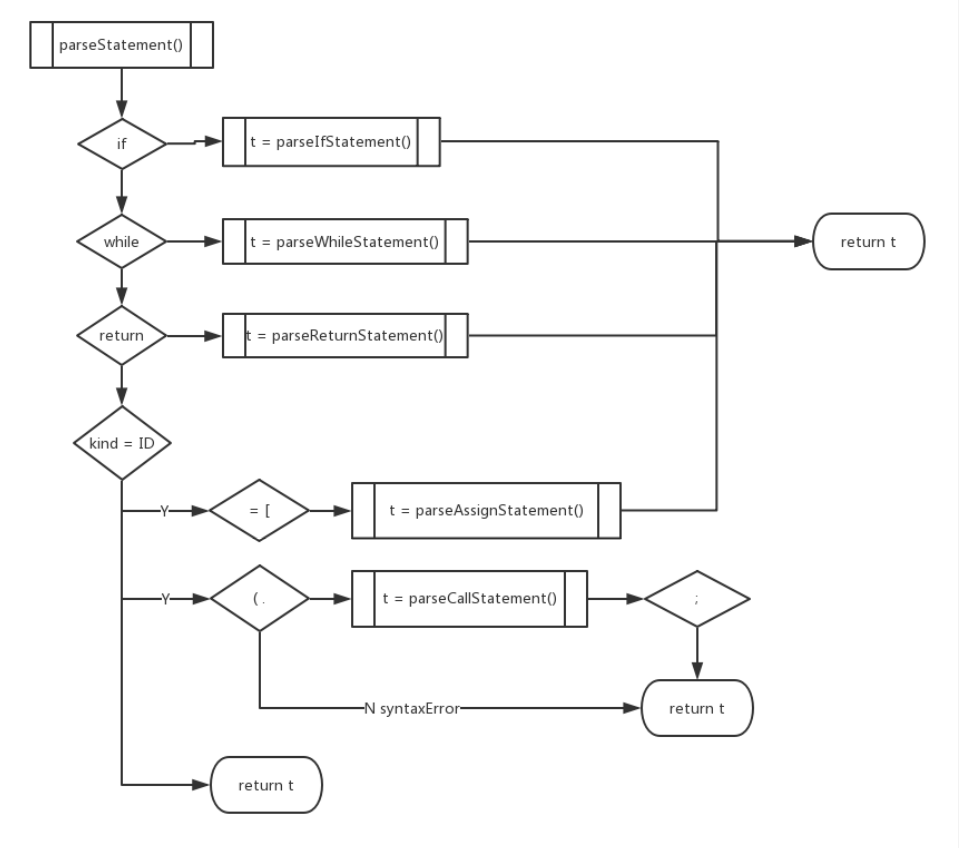 parseStatement()
if
t = parseIfStatement()
while
t = parseWhileStatement()
return t
return
t = parseReturnStatement()
kind = ID
Y
= [
t = parseAssignStatement()
Y
( .
t = parseCallStatement()
;
N syntaxError
return t
return t